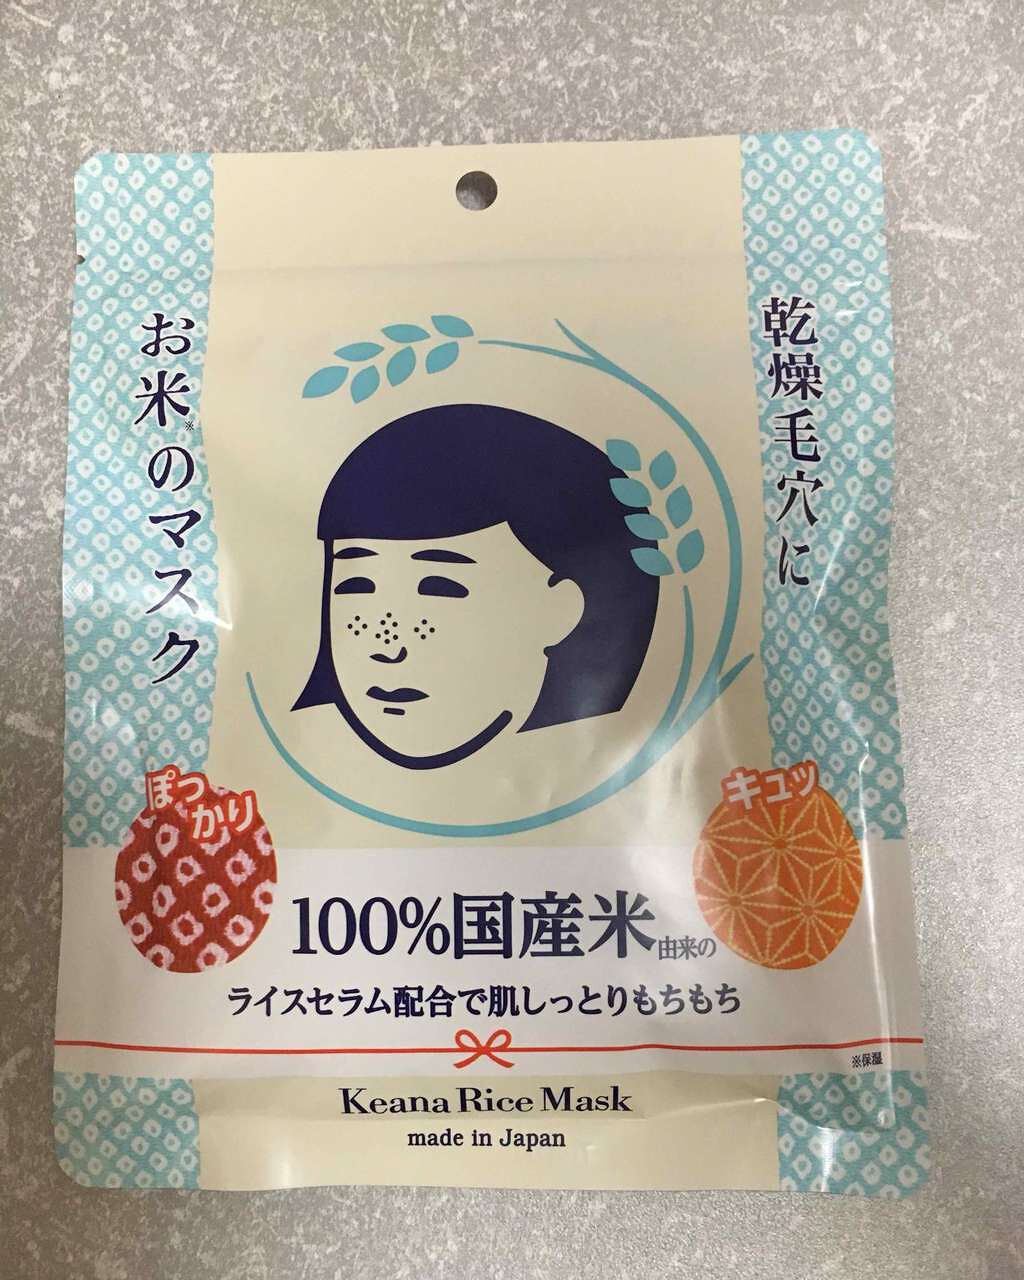 乾燥毛穴に
お米※のマスク
ぽっかり
キュッ
100%国産米由来の
ライスセラム配合で肌しっとりもちもち
※保湿
Keana Rice Mask
made in Japan